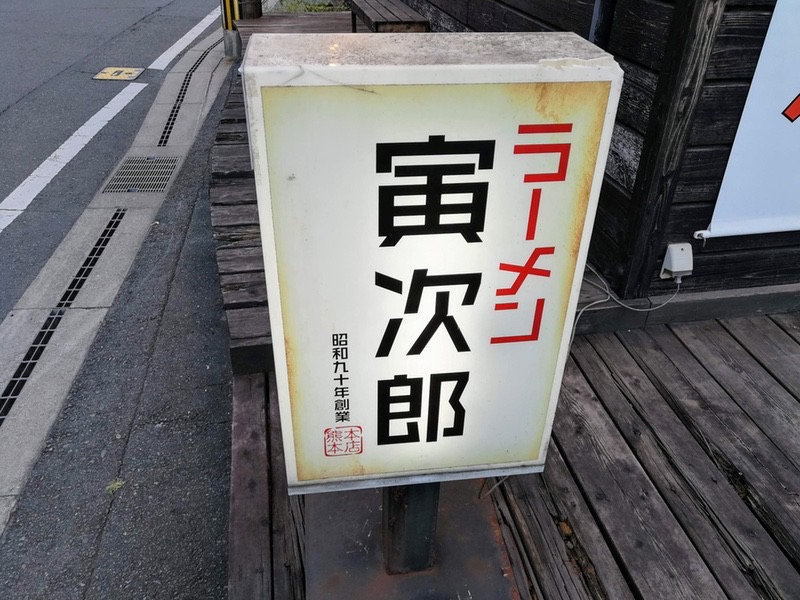 ラーメン
寅次郎
昭和九十年創業
本店
熊本